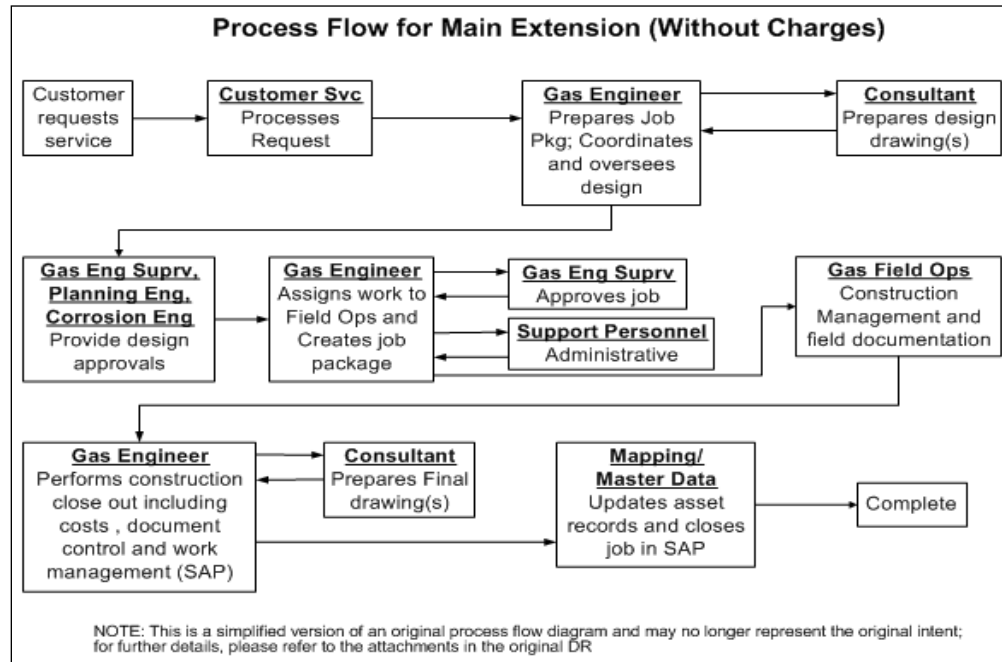 Process Flow for Main Extension (Without Charges)
Customer
requests
service
Customer Svc
Processes
Request
Gas Engineer
Prepares Job
Pkg; Coordinates
and oversees
design
Consultant
Prepares design
drawing(s)
Gas Eng Suprv,
Planning Eng,
Corrosion Eng
Provide design
approvals
Gas Engineer
Assigns work to
Field Ops and
Creates job
package
Gas Eng Suprv
Approves job
Support Personnel
Administrative
Gas Field Ops
Construction
Management and
field documentation
Gas Engineer
Performs construction
close out including
costs , document
control and work
management (SAP)
Consultant
Prepares Final
drawing(s)
Mapping/
Master Data
Updates asset
records and closes
job in SAP
Complete
NOTE: This is a simplified version of an original process flow diagram and may no longer represent the original intent;
for further details, please refer to the attachments in the original DR